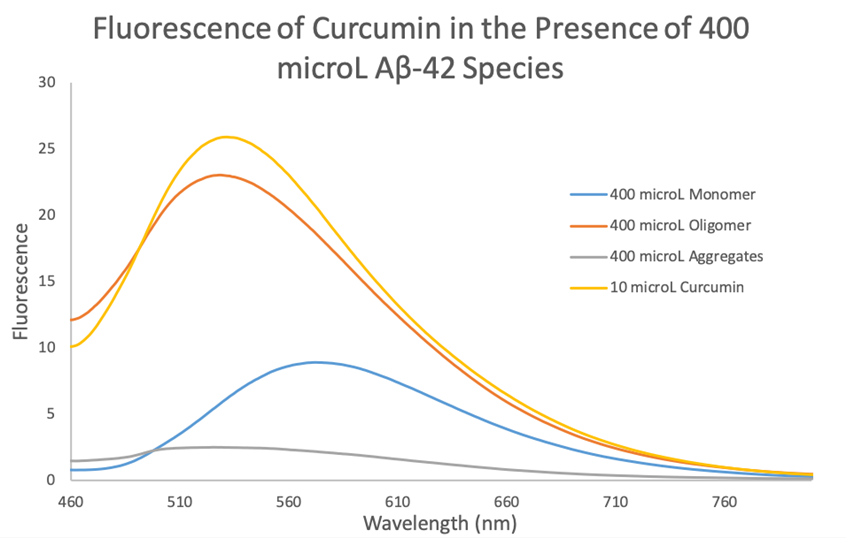 Fluorescence of Curcumin in the Presence of 400
microL Aβ-42 Species
30
25
20
15
10
5
0
Fluorescence
460 510 560 610 660 710 760
Wavelength (nm)
400 microL Monomer
400 microL Oligomer
400 microL Aggregates
10 microL Curcumin